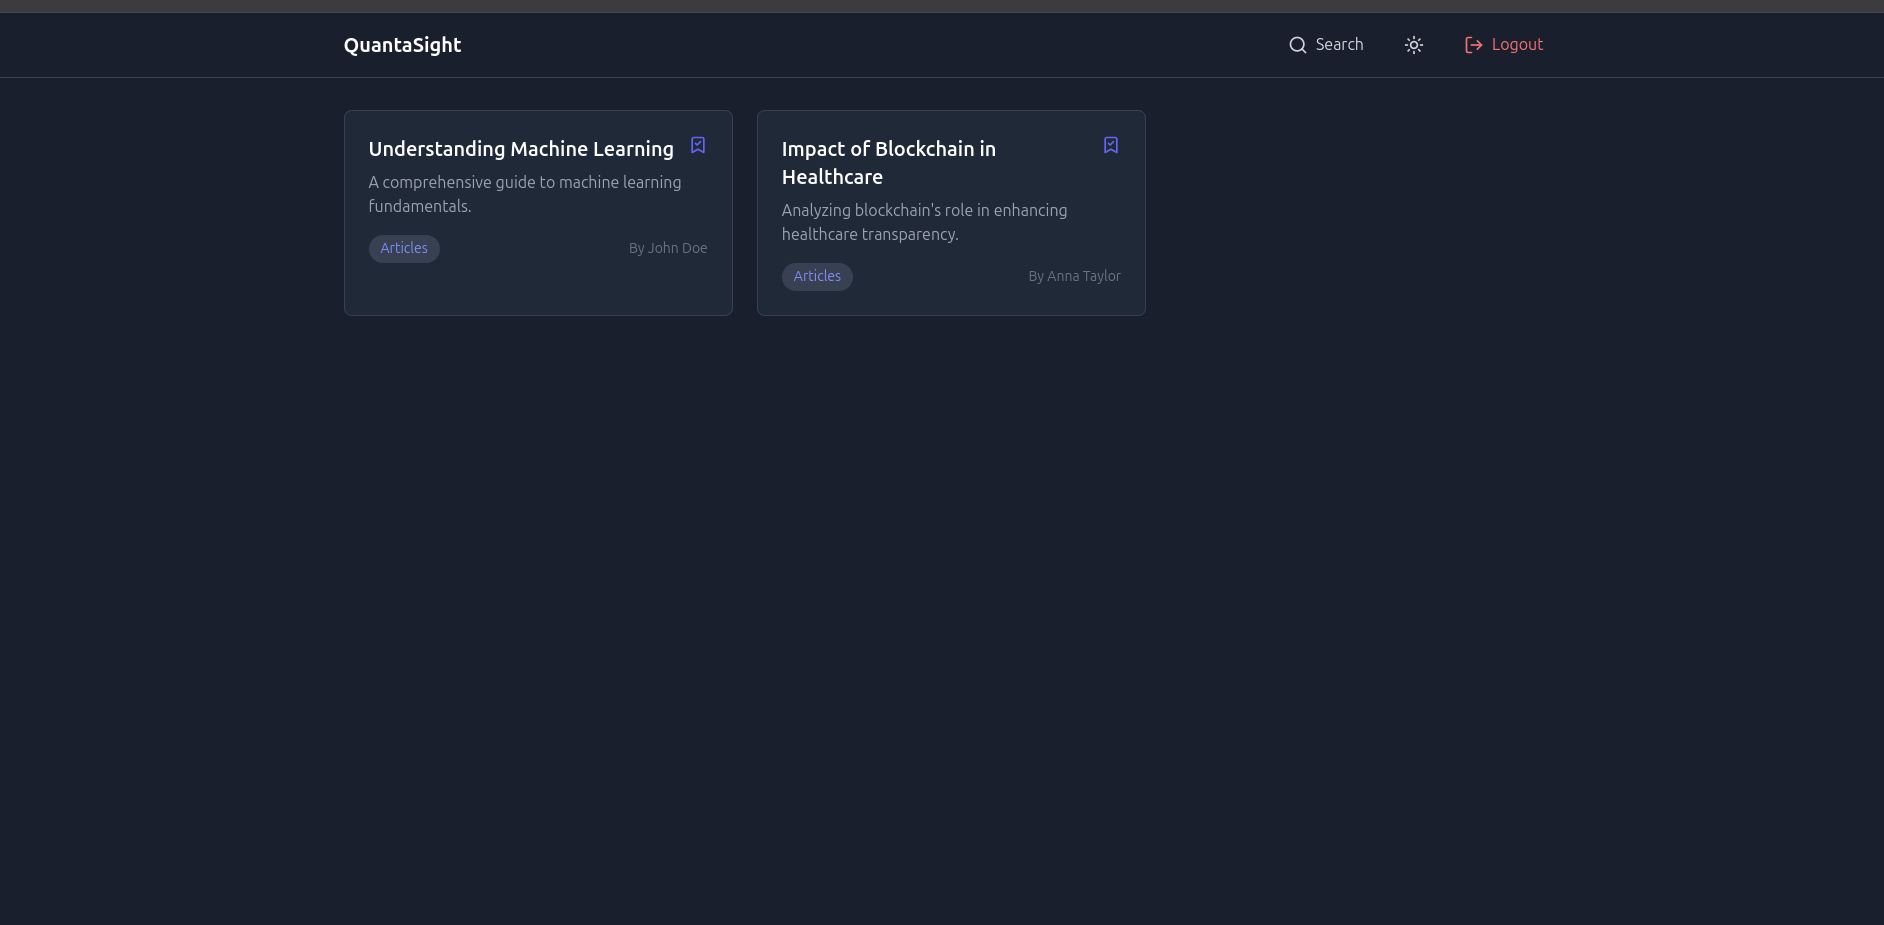 QuantaSight
Search
Logout
Understanding Machine Learning
A comprehensive guide to machine learning
fundamentals.
Articles
By John Doe
Impact of Blockchain in
Healthcare
Analyzing blockchain's role in enhancing
healthcare transparency.
Articles
By Anna Taylor